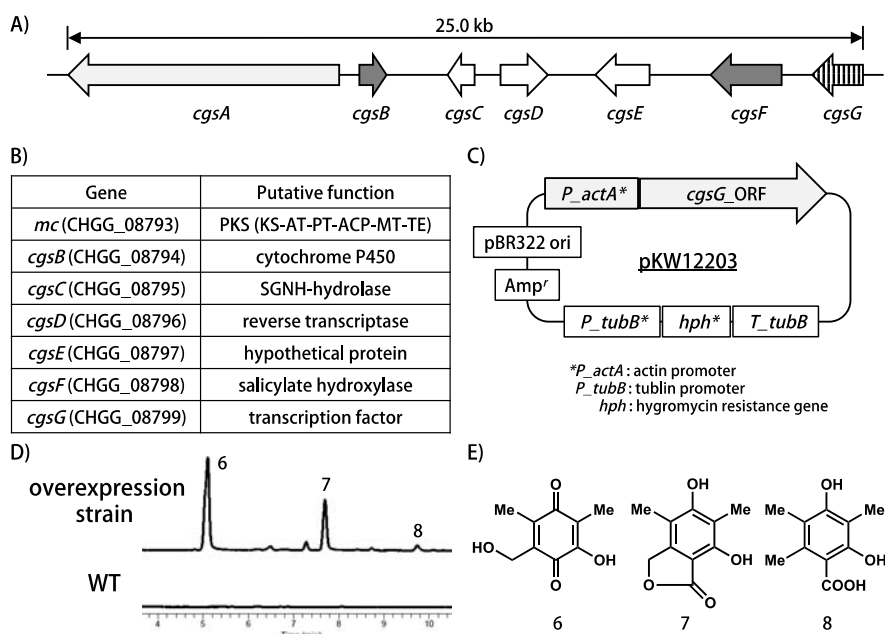 A)
25.0 kb
cgsA cgsB cgsC cgsD cgsE cgsF cgsG
B)
Gene Putative function
mc (CHGG_08793) PKS (KS-AT-PT-ACP-MT-TE)
cgsB (CHGG_08794) cytochrome P450
cgsC (CHGG_08795) SGNH-hydrolase
cgsD (CHGG_08796) reverse transcriptase
cgsE (CHGG_08797) hypothetical protein
cgsF (CHGG_08798) salicylate hydroxylase
cgsG (CHGG_08799) transcription factor
C)
P_actA* cgsG_ORF
pBR322 ori
pKW12203
Ampr
P_tubB* hph* T_tubB
*P_actA : actin promoter
P_tubB : tublin promoter
hph : hygromycin resistance gene
D)
6
7
overexpression
strain
8
WT
4 5 6 7 8 9 10
E)
O
Me Me
HO OH
O
6
OH
Me Me
OH
O
O
7
OH
Me
Me OH
COOH
8